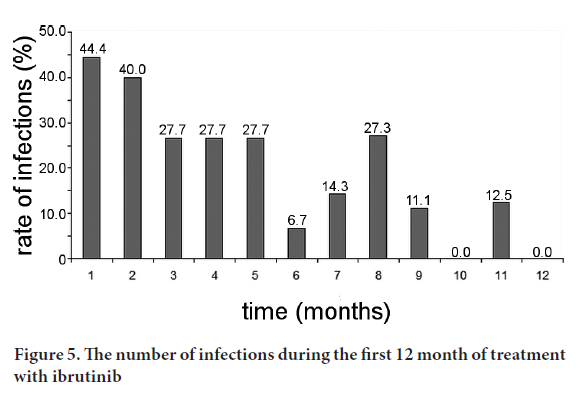 50.0
44.4
40.0
40.0
rate of infections (%)
30.0
27.7 27.7 27.7
27.3
20.0
14.3
12.5
11.1
10.0
6.7
0.0
0.0
0
1 2 3 4 5 6 7 8 9 10 11 12
time (months)
Figure 5. The number of infections during the first 12 month of treatment
with ibrutinib